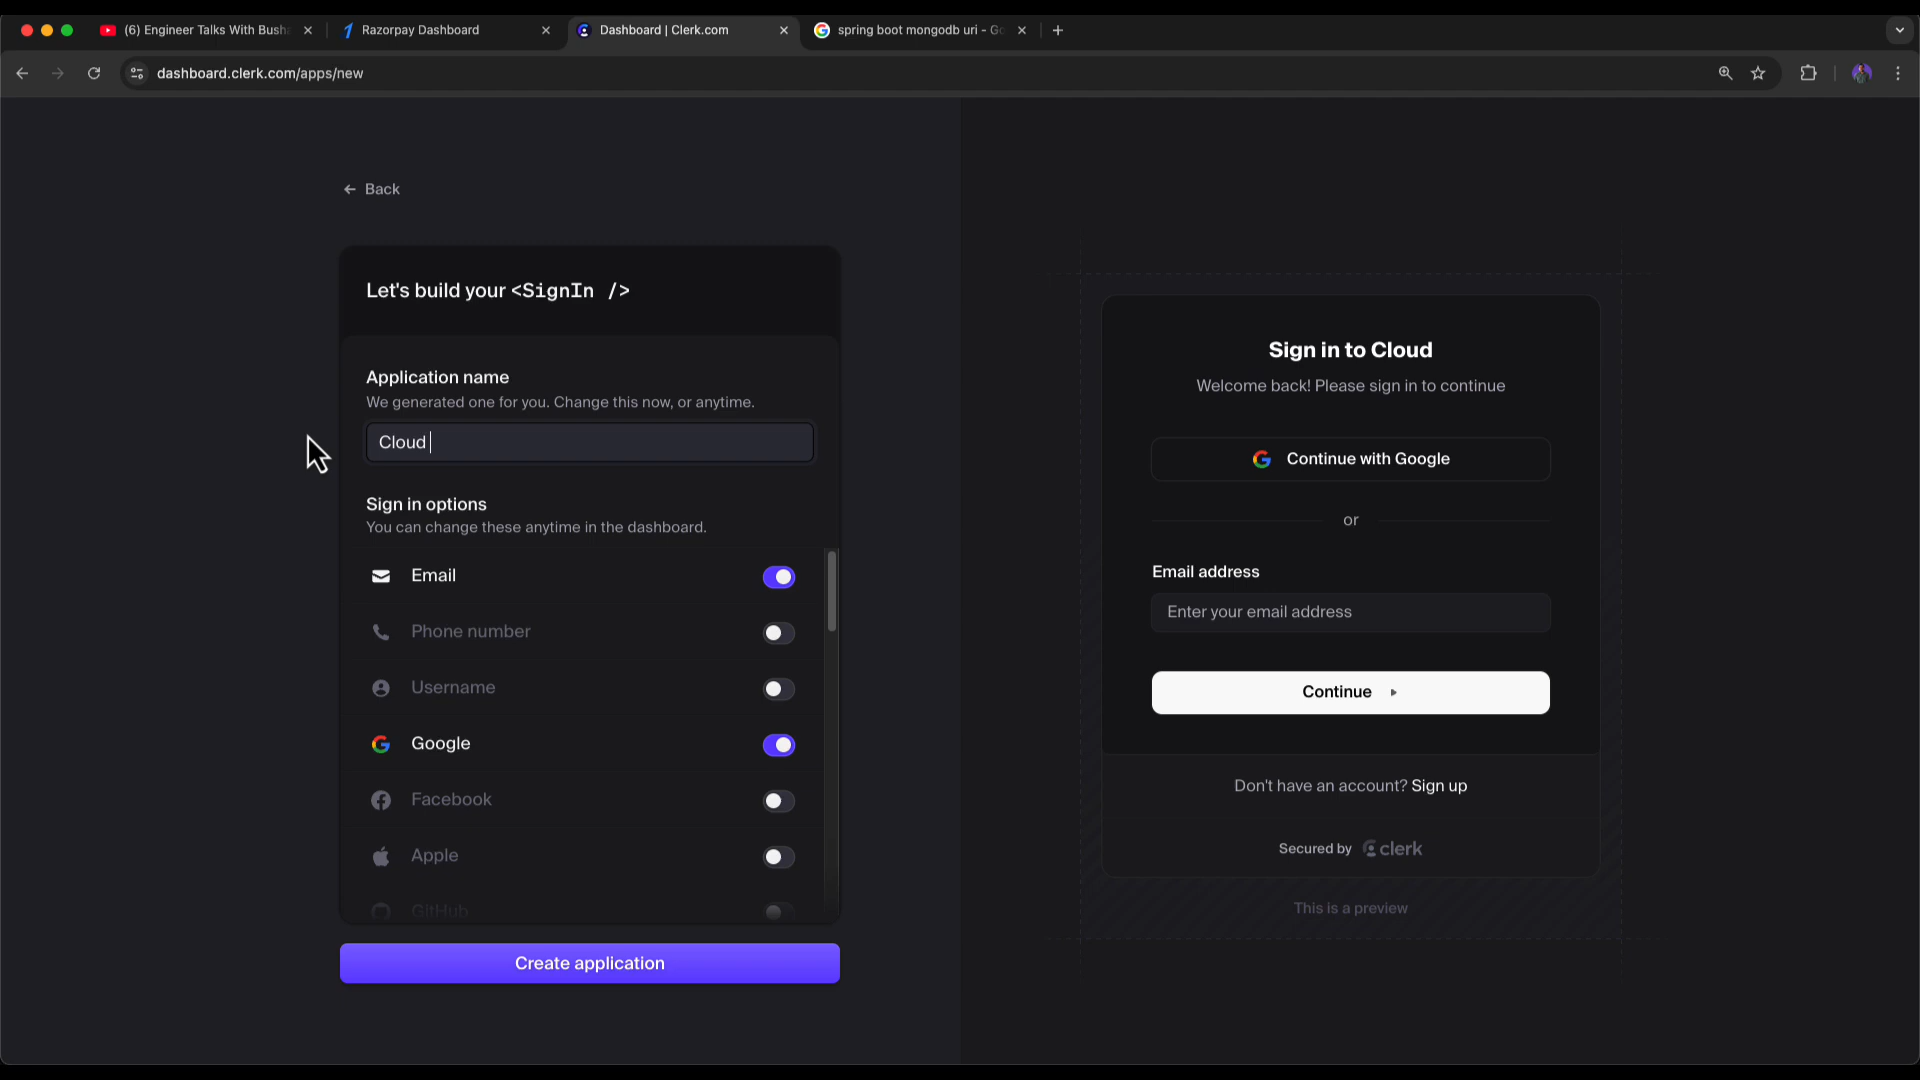 (6) Engineer Talks With Busha
Razorpay Dashboard
Dashboard | Clerk.com
spring boot mongodb uri - Go
dashboard.clerk.com/apps/new
← Back
Let's build your <SignIn />
Application name
We generated one for you. Change this now, or anytime.
Cloud
Sign in options
You can change these anytime in the dashboard.
Email
Phone number
Username
Google
Facebook
Apple
GitHub
Create application
Sign in to Cloud
Welcome back! Please sign in to continue
Continue with Google
or
Email address
Enter your email address
Continue
Don't have an account? Sign up
Secured by clerk
This is a preview